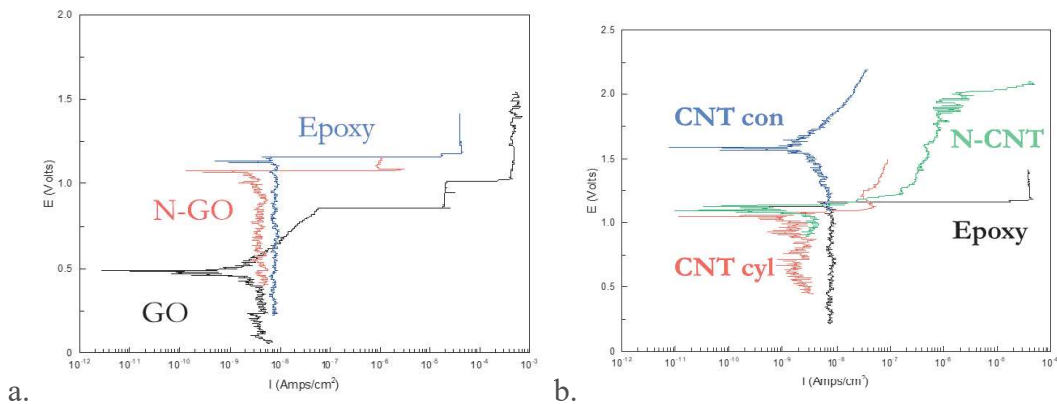 2.0
1.5
1.0
0.5
0
E (Volts)
Epoxy
N-GO
GO
10-12 10-11 10-10 10-9 10-8 10-7 10-6 10-5 10-4 10-3
I (Amps/cm2)
a.
2.5
2.0
1.5
1.0
0.5
0
E (Volts)
CNT con
N-CNT
Epoxy
CNT cyl
10-12 10-11 10-10 10-9 10-8 10-7 10-6 10-5 10-4
I (Amps/cm2)
b.